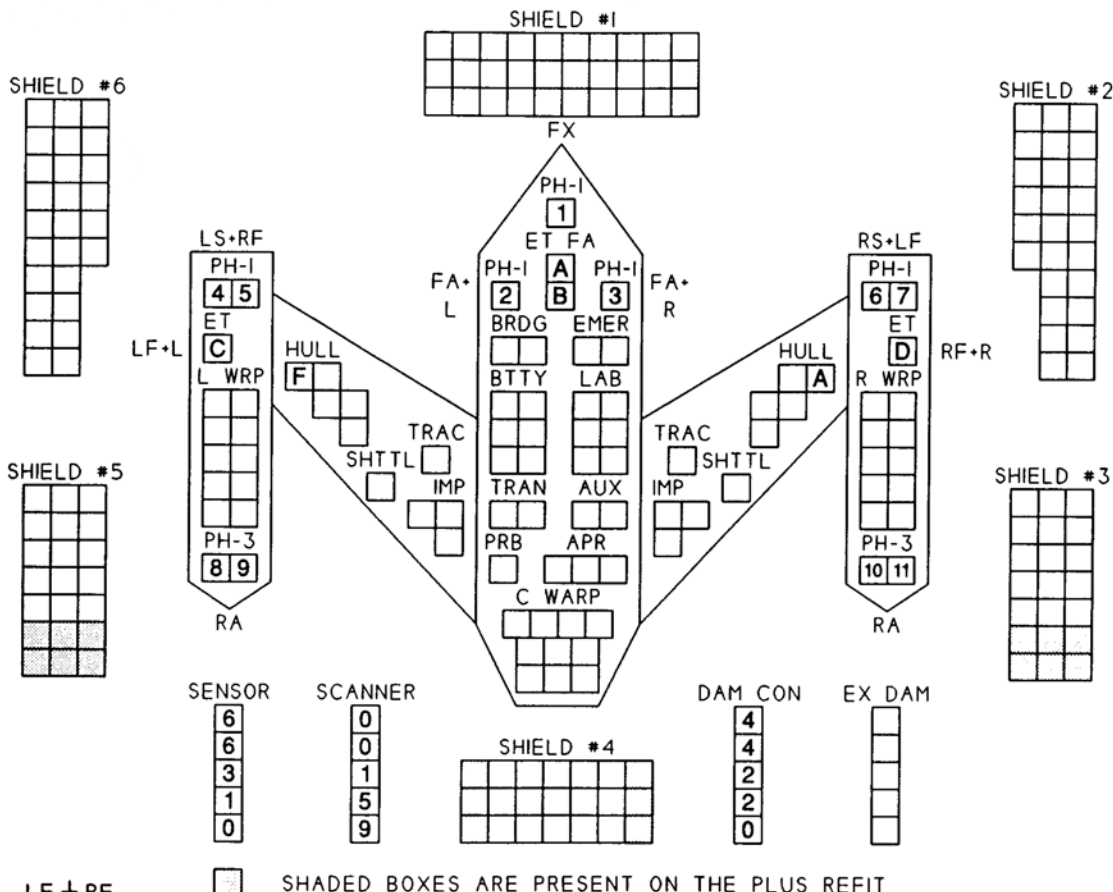 SHIELD #1
SHIELD #6
SHIELD #2
FX
PH-1
1
LS+RF
ET FA
RS+LF
PH-1
FA+
L
PH-1
A
PH-1
FA+
R
PH-1
4 5
2
B
3
6 7
ET
BRDG
EMER
ET
LF+L
C
HULL
HULL
D
RF+R
L WRP
F
BTTY
LAB
A
R WRP
TRAC
TRAC
SHIELD #5
SHTTL
SHTTL
SHIELD #3
IMP
TRAN
AUX
IMP
PH-3
PRB
APR
PH-3
8 9
10 11
C WARP
RA
RA
SENSOR
SCANNER
DAM CON
EX DAM
6
6
3
1
0
0
0
1
5
9
SHIELD #4
4
4
2
2
0
SHADED BOXES ARE PRESENT ON THE PLUS REFIT